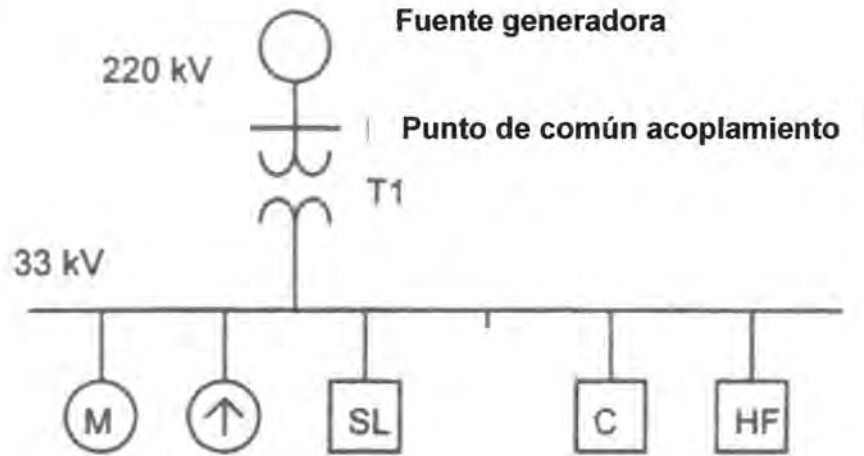 Fuente generadora
220 kV
Punto de común acoplamiento
T1
33 kV
M SL C HF